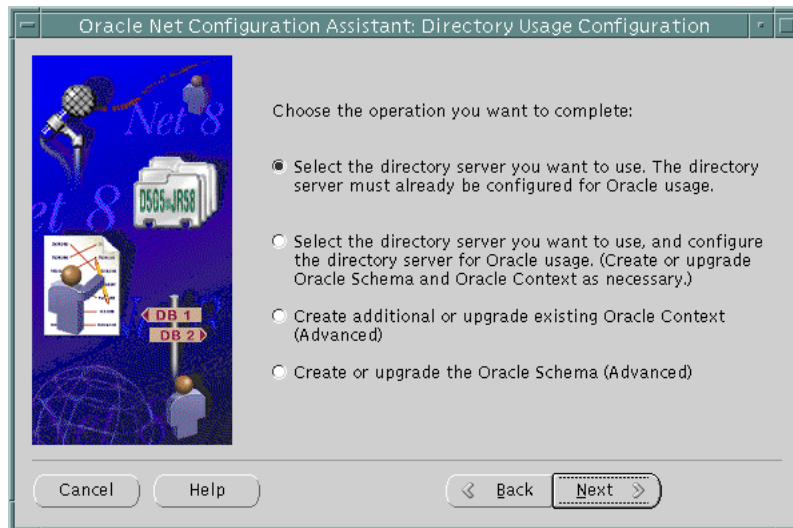 Oracle Net Configuration Assistant: Directory Usage Configuration
Net 8
D5G5 JR58
et 8
DB 1
DB 2
Choose the operation you want to complete:
Select the directory server you want to use. The directory
server must already be configured for Oracle usage.
Select the directory server you want to use, and configure
the directory server for Oracle usage. (Create or upgrade
Oracle Schema and Oracle Context as necessary.)
Create additional or upgrade existing Oracle Context
(Advanced)
Create or upgrade the Oracle Schema (Advanced)
Cancel
Help
Back
Next